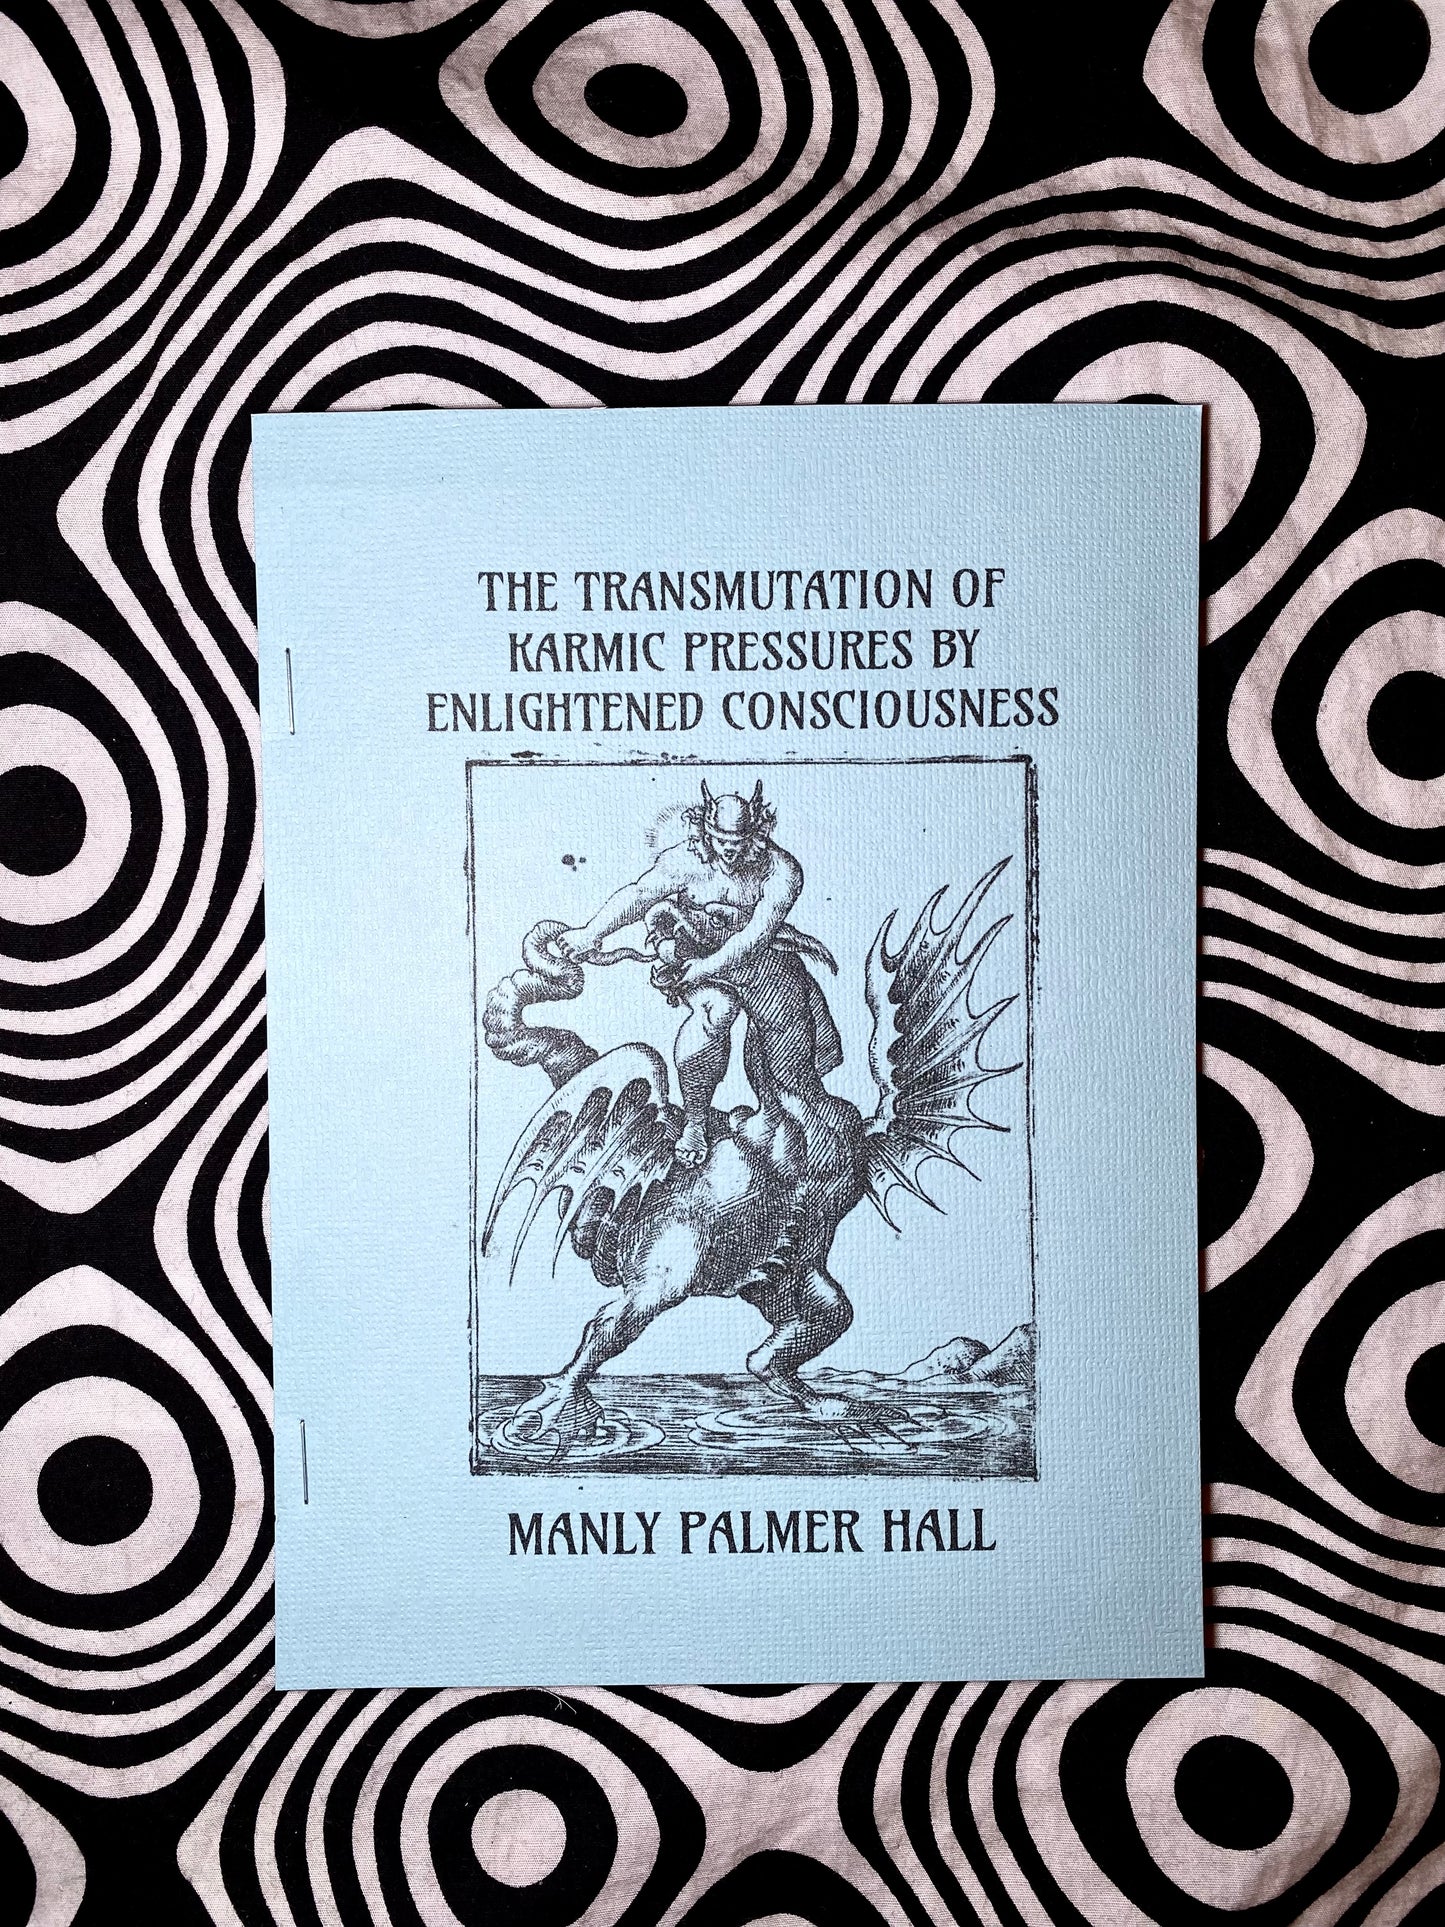 THE TRANSMUTATION OF
KARMIC PRESSURES BY
ENLIGHTENED CONSCIOUSNESS
MANLY PALMER HALL